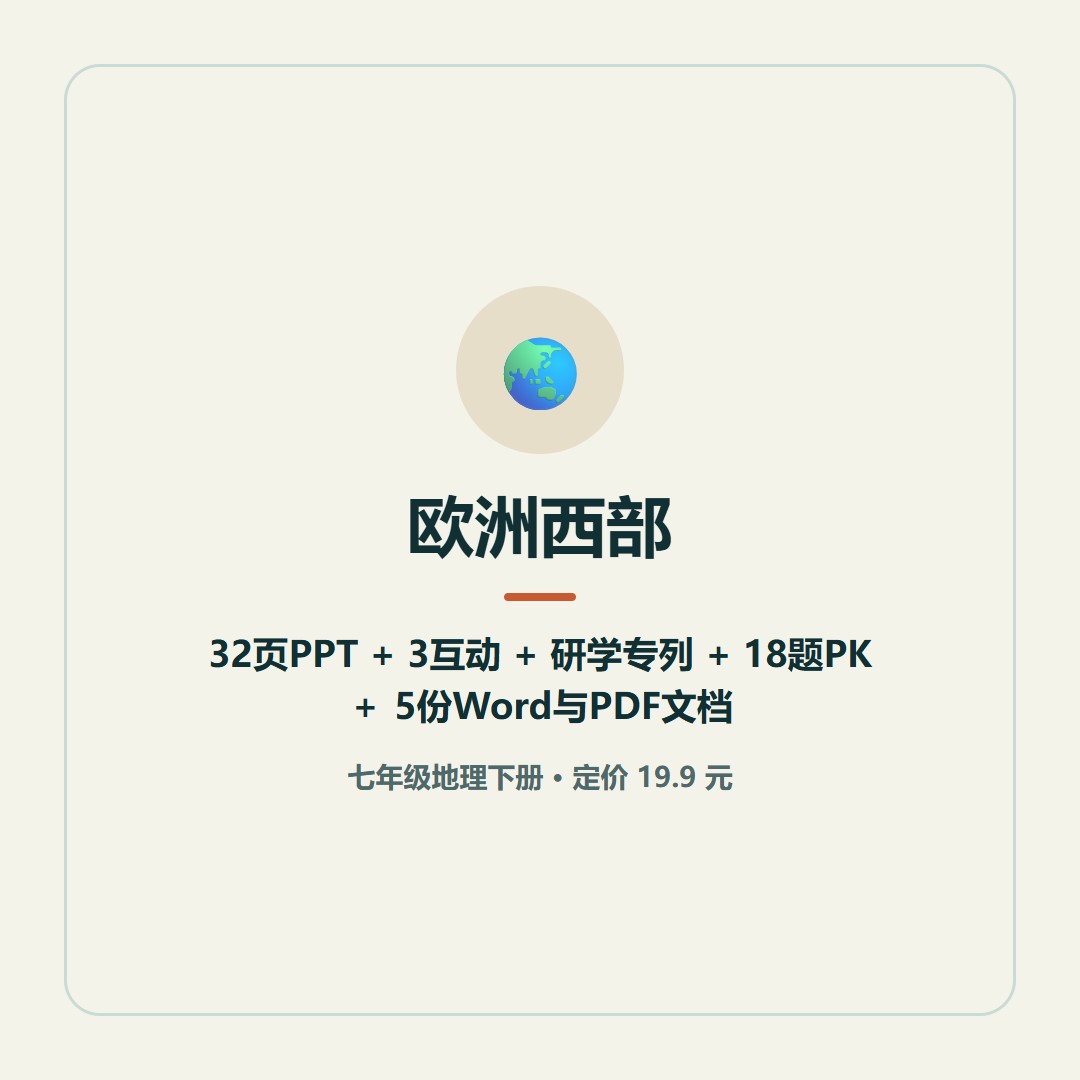 欧洲西部
32页PPT + 3互动 + 研学专列 + 18题PK
+ 5份Word与PDF文档
七年级地理下册 • 定价 19.9 元